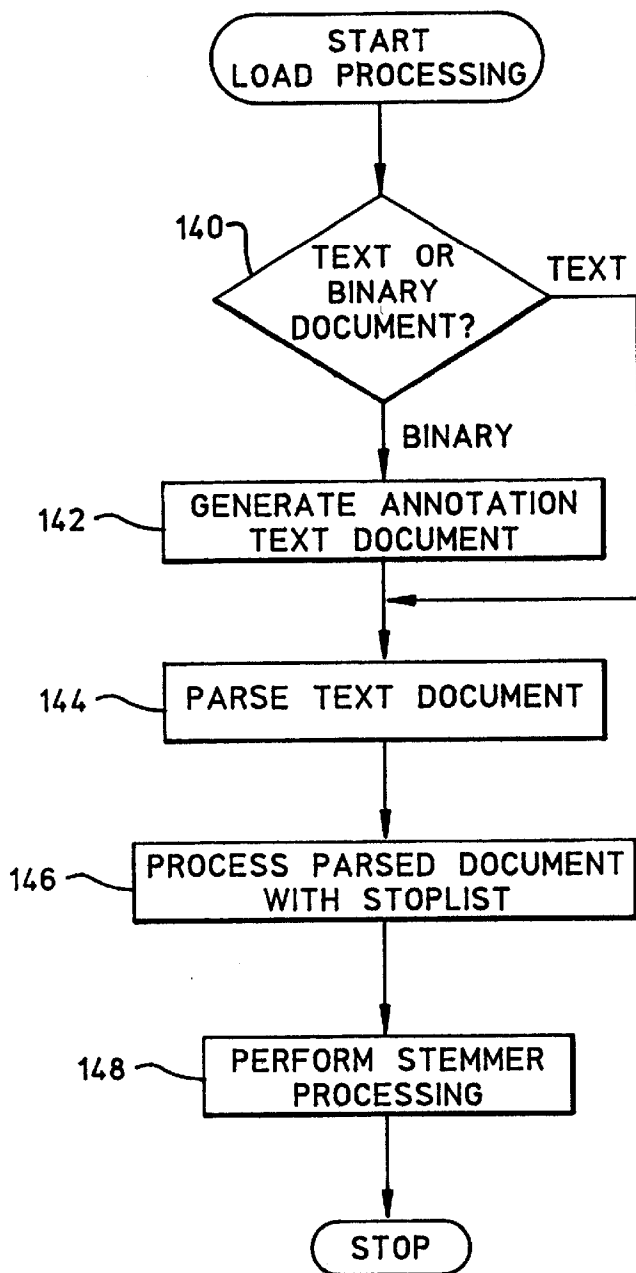 START
LOAD PROCESSING
140
TEXT OR
BINARY
DOCUMENT?
TEXT
BINARY
142
GENERATE ANNOTATION
TEXT DOCUMENT
144
PARSE TEXT DOCUMENT
146
PROCESS PARSED DOCUMENT
WITH STOPLIST
148
PERFORM STEMMER
PROCESSING
STOP